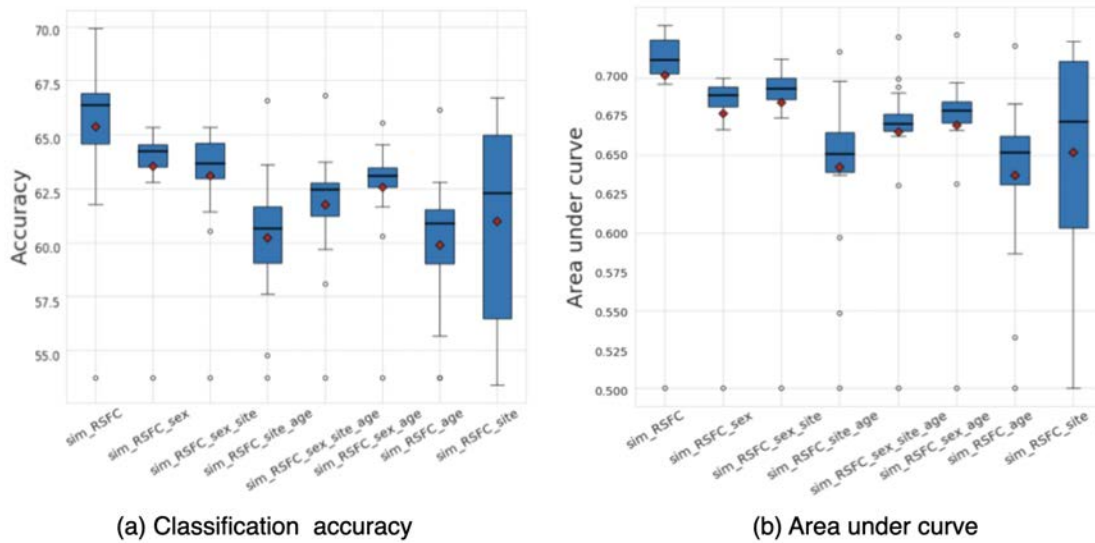 70.0
67.5
65.0
62.5
60.0
57.5
55.0
Accuracy
sim_RSFC
sim_RSFC_sex
sim_RSFC_sex_site
sim_RSFC_site_age
sim_RSFC_sex_site_age
sim_RSFC_sex_age
sim_RSFC_age
sim_RSFC_site
(a) Classification accuracy
0.700
0.675
0.650
0.625
0.600
0.575
0.550
0.525
0.500
Area under curve
sim_RSFC
sim_RSFC_sex
sim_RSFC_sex_site
sim_RSFC_site_age
sim_RSFC_sex_site_age
sim_RSFC_sex_age
sim_RSFC_age
sim_RSFC_site
(b) Area under curve